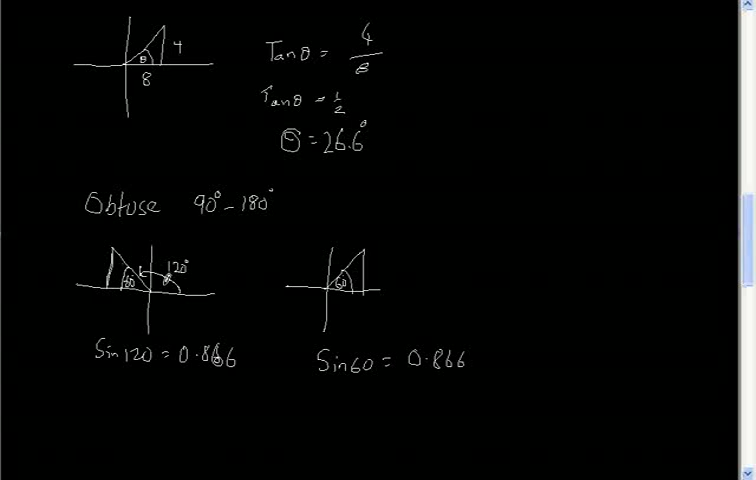 4
θ
8
Tanθ = 4/8
Tanθ = 1/2
θ = 26.6°
Obtuse 90° - 180°
60° 120°
60°
Sin120 = 0.866
Sin60 = 0.866